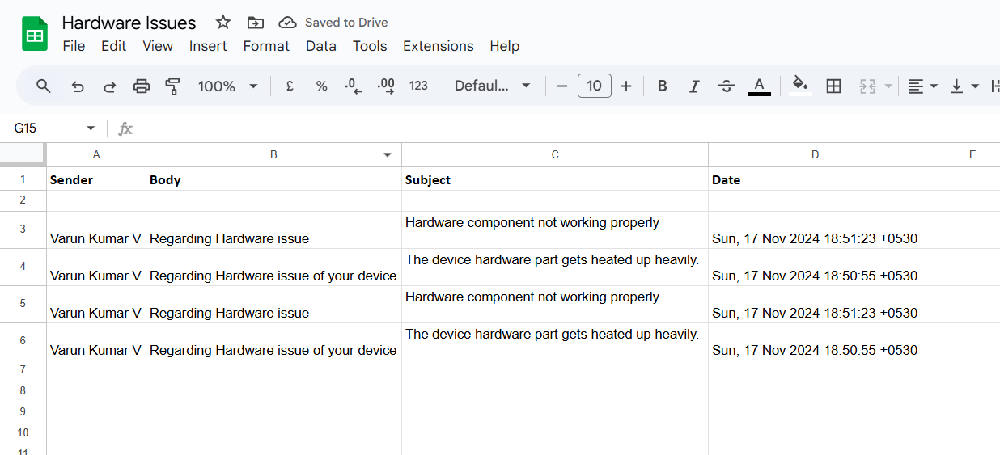 Hardware Issues Saved to Drive
File Edit View Insert Format Data Tools Extensions Help
100% £ % .0 .00 123 Defaul... 10 B I S A
G15 fx
A B C D E
1 Sender Body Subject Date
2
3 Varun Kumar V Regarding Hardware issue Hardware component not working properly Sun, 17 Nov 2024 18:51:23 +0530
4 Varun Kumar V Regarding Hardware issue of your device The device hardware part gets heated up heavily. Sun, 17 Nov 2024 18:50:55 +0530
5 Varun Kumar V Regarding Hardware issue Hardware component not working properly Sun, 17 Nov 2024 18:51:23 +0530
6 Varun Kumar V Regarding Hardware issue of your device The device hardware part gets heated up heavily. Sun, 17 Nov 2024 18:50:55 +0530
7
8
9
10
11